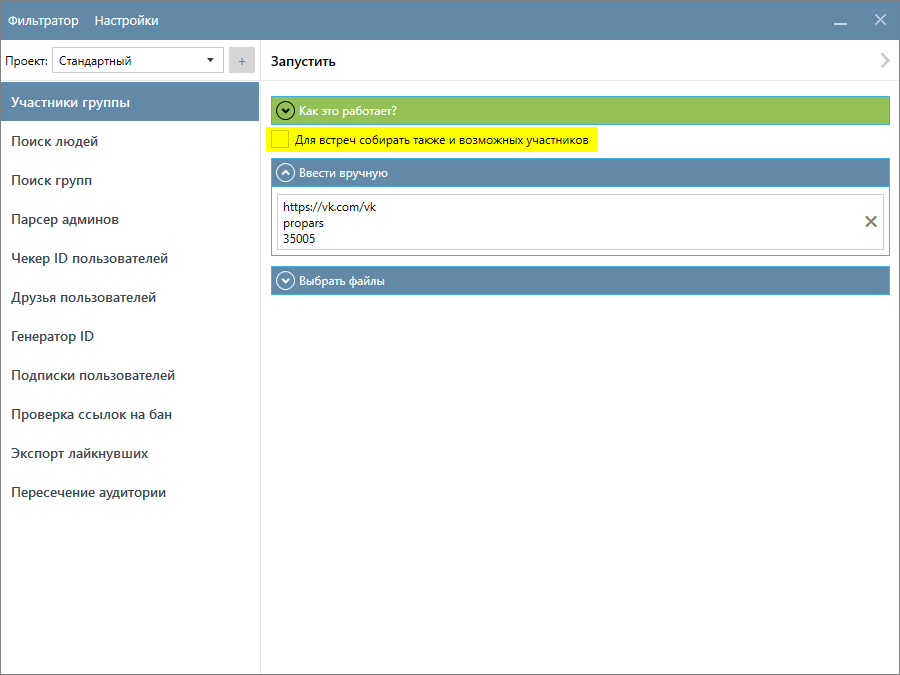 Фильтратор Настройки
Проект: Стандартный +
Запустить
Участники группы
Поиск людей
Поиск групп
Парсер админов
Чекер ID пользователей
Друзья пользователей
Генератор ID
Подписки пользователей
Проверка ссылок на бан
Экспорт лайкнувших
Пересечение аудитории
Как это работает?
Для встреч собирать также и возможных участников
Ввести вручную
https://vk.com/vk
propars
35005
Выбрать файлы